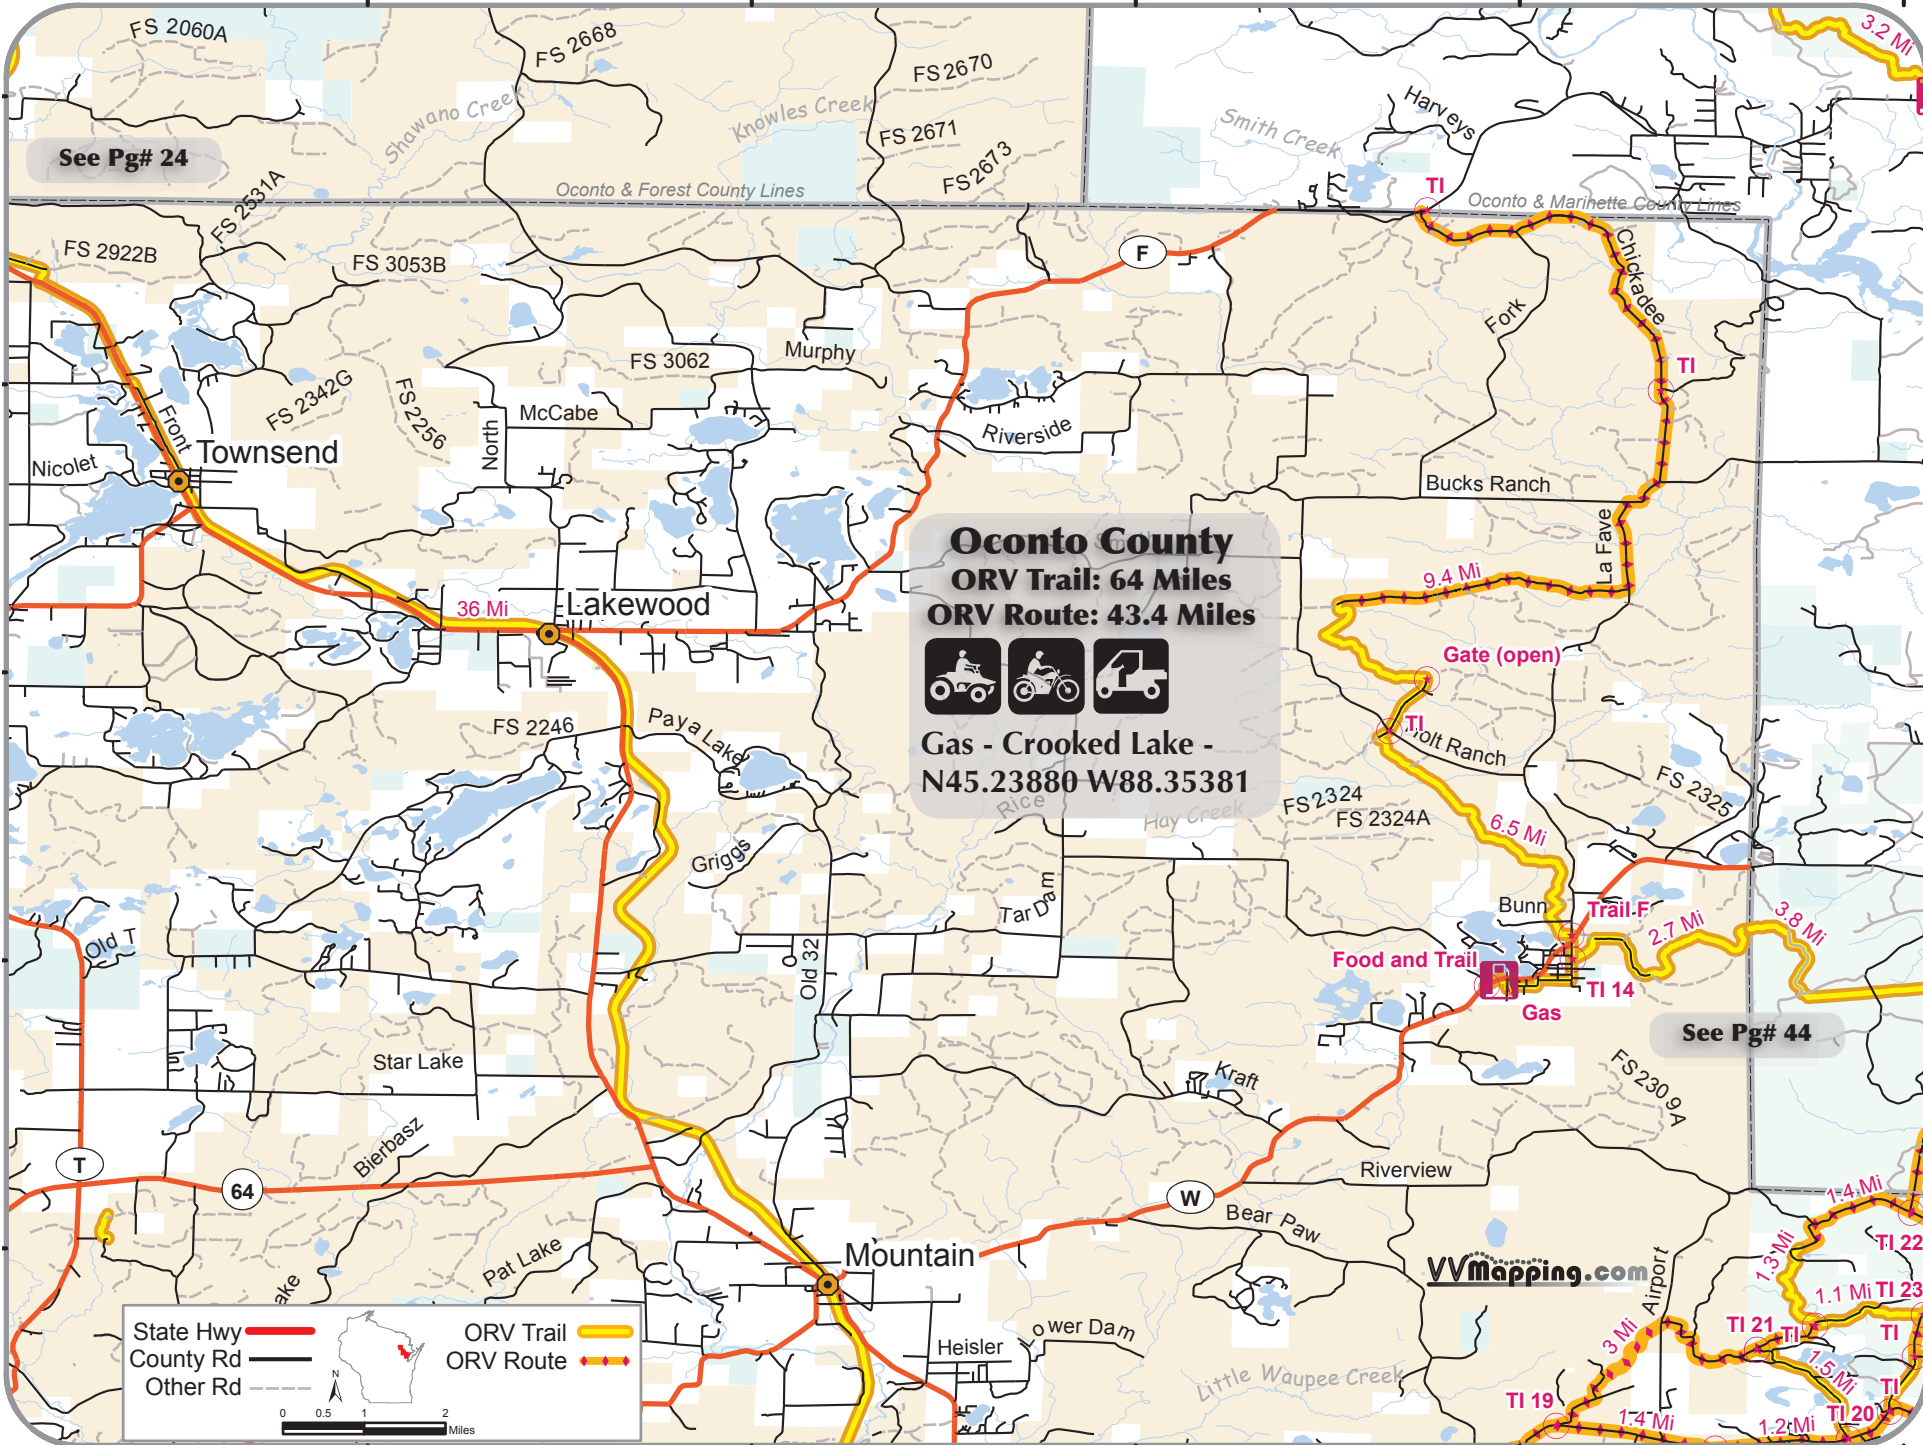 FS 2060A
FS 2668
FS 2670
3.2 Mi
Shawano Creek
Knowles Creek
FS 2671
FS 2673
Smith Creek
Harveys
See Pg# 24
FS 2531A
Oconto & Forest County Lines
TI
Oconto & Marinette County Lines
FS 2922B
FS 3053B
F
Chickadee
Fork
Murphy
FS 3062
TI
FS 2342G
FS 2256
McCabe
North
Riverside
Front
Townsend
Nicolet
Bucks Ranch
La Fave
Oconto County
ORV Trail: 64 Miles
ORV Route: 43.4 Miles
9.4 Mi
36 Mi
Lakewood
Gate (open)
FS 2246
Paya Lake
TI
Holt Ranch
Gas - Crooked Lake -
N45.23880 W88.35381
Rice
Hay Creek
FS 2324
FS 2324A
FS 2325
6.5 Mi
Griggs
Tar Dam
Bunn
Trail F
2.7 Mi
3.8 Mi
Old T
Old 32
Food and Trail
TI 14
Gas
See Pg# 44
Star Lake
Kraft
FS 2309A
Bierbasz
T
64
Riverview
W
Bear Paw
1.4 Mi
TI 22
Mountain
Pat Lake
ake
VVMapping.com
Airport
1.3 Mi
1.1 Mi
TI 23
State Hwy
County Rd
Other Rd
N
ORV Trail
ORV Route
0 0.5 1 2
Miles
Heisler
Lower Dam
Little Waupee Creek
3 Mi
TI 21
TI
TI
1.5 Mi
TI
TI 19
1.4 Mi
1.2 Mi
TI 20